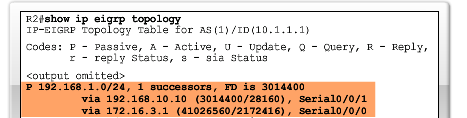 R2#show ip eigrp topology
IP-EIGRP Topology Table for AS(1)/ID(10.1.1.1)
Codes: P - Passive, A - Active, U - Update, Q - Query, R - Reply,
r - reply Status, s - sia Status
<output omitted>
P 192.168.1.0/24, 1 successors, FD is 3014400
via 192.168.10.10 (3014400/28160), Serial0/0/1
via 172.16.3.1 (41026560/2172416), Serial0/0/0